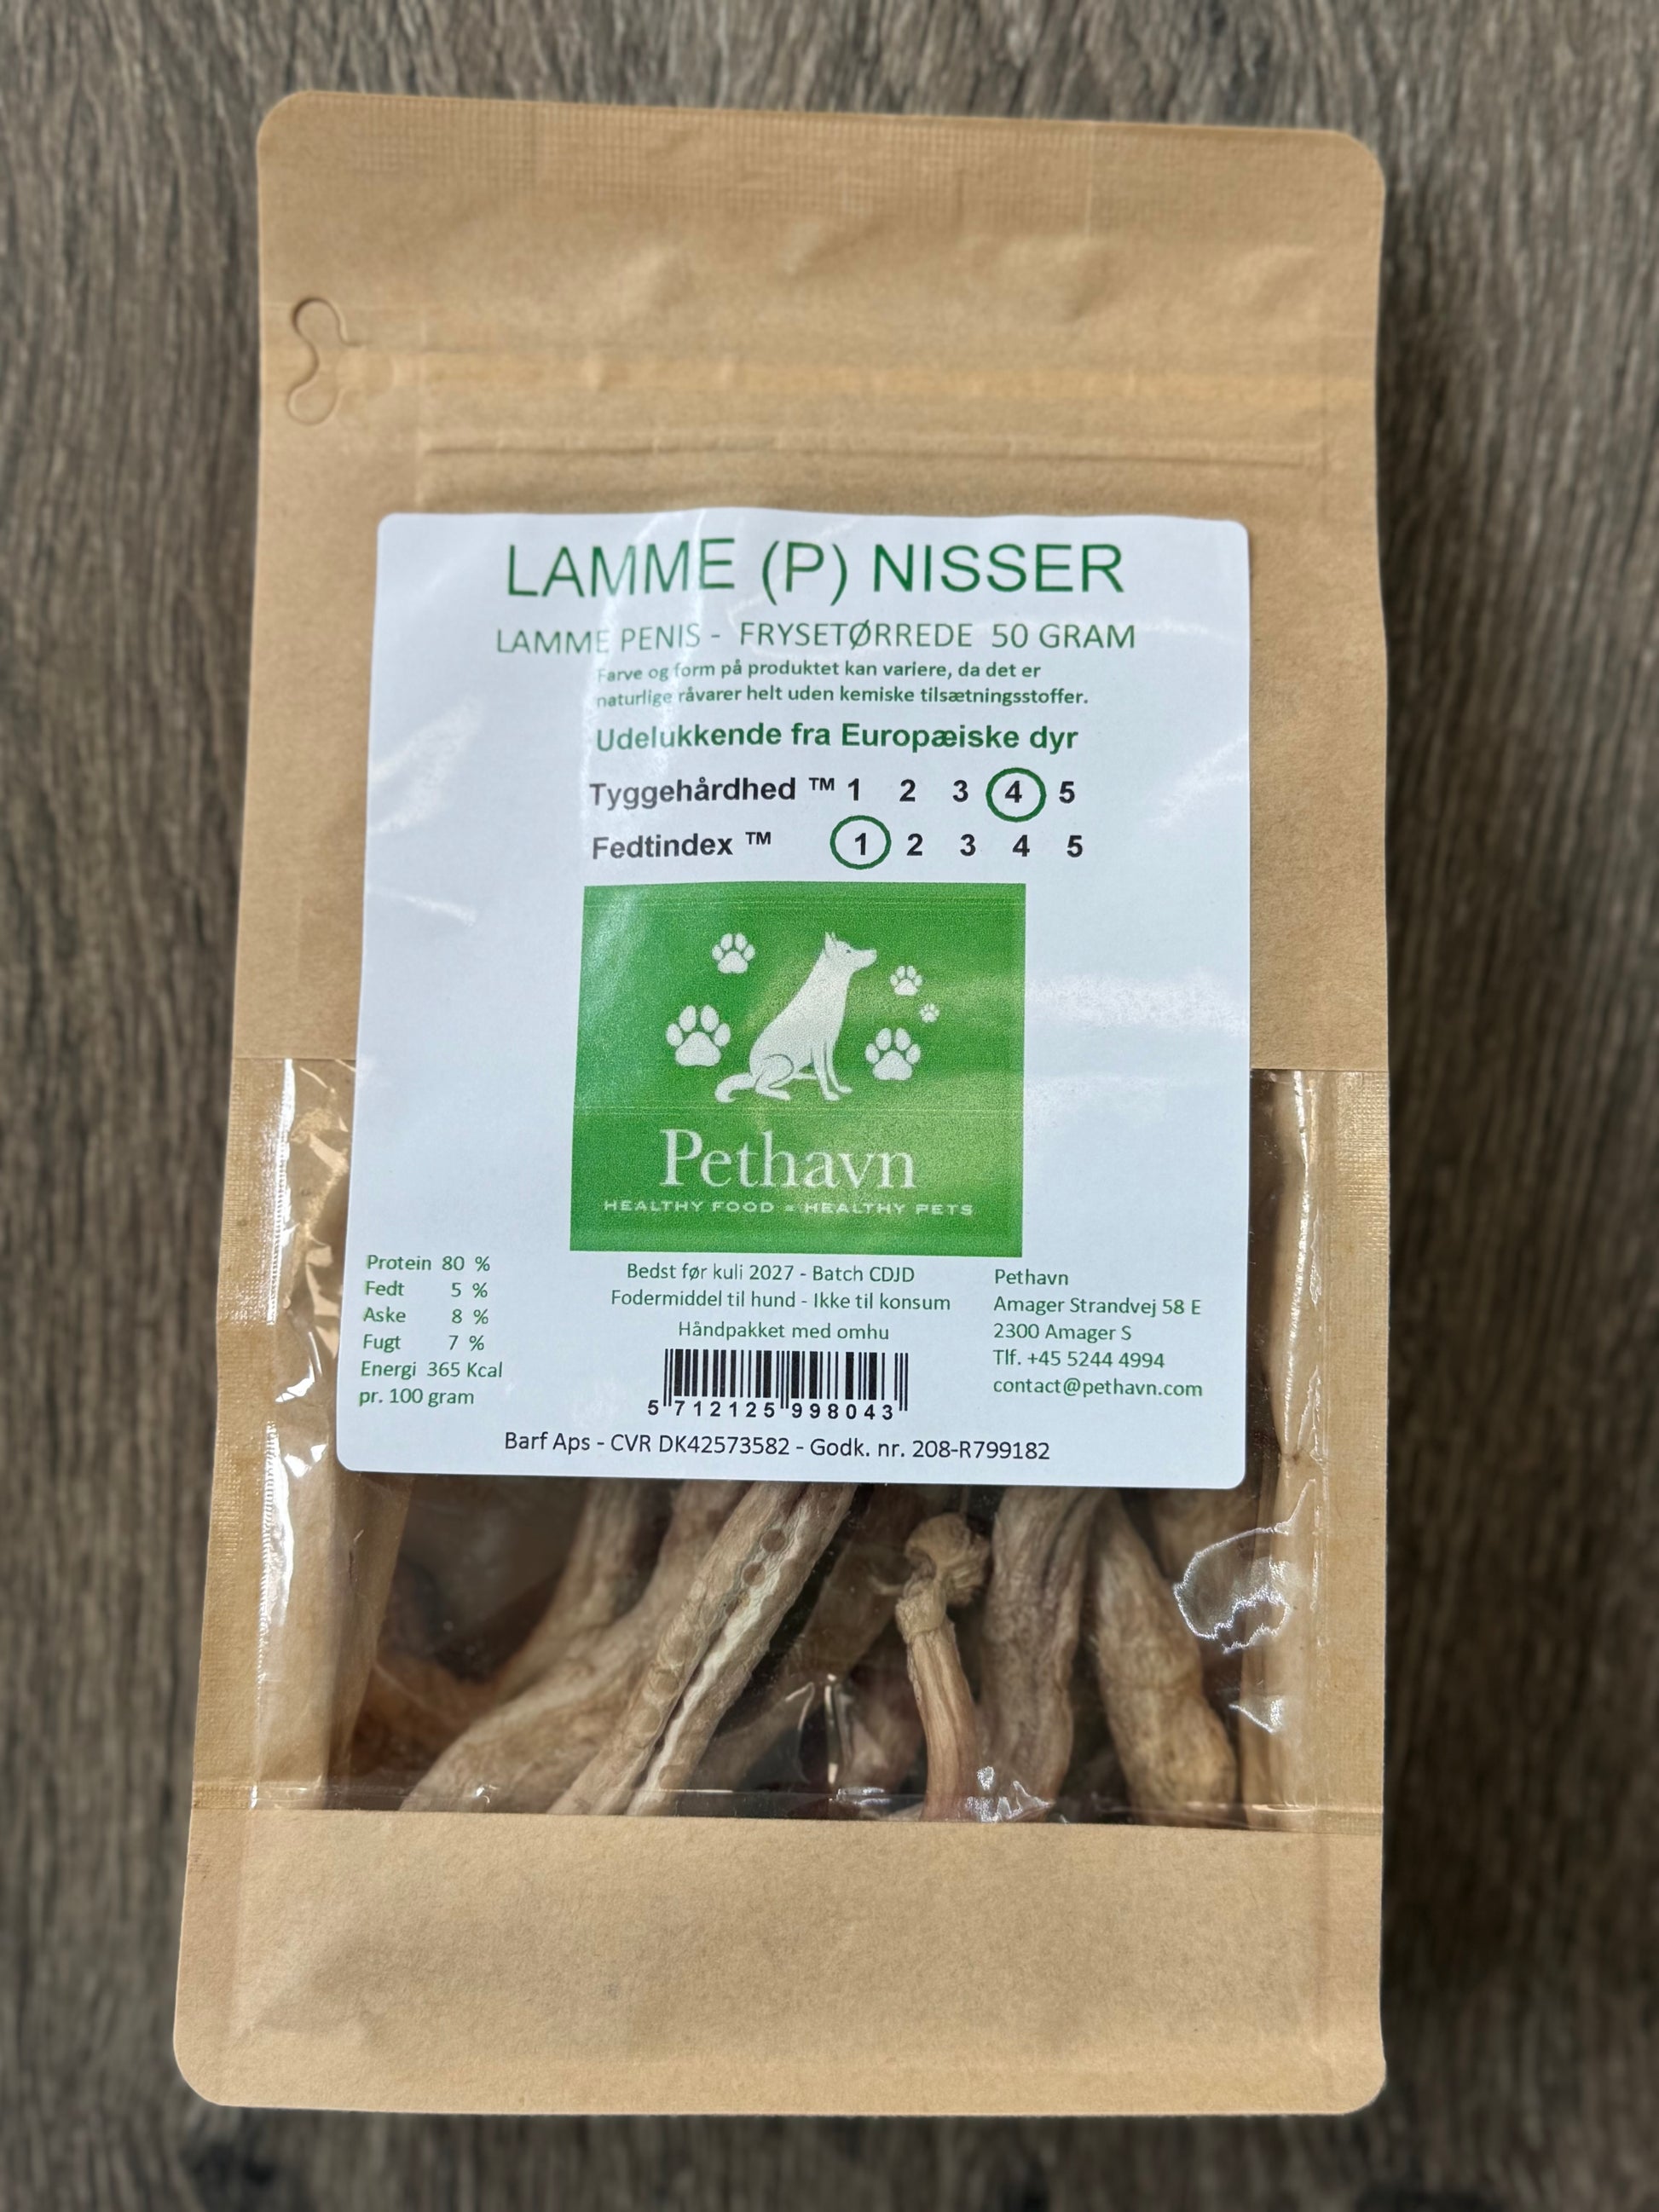 LAMME (P) NISSER
LAMME PENIS - FRYSETØRREDE 50 GRAM
Farve og form på produktet kan variere, da det er
naturlige råvarer helt uden kemiske tilsætningsstoffer.
Udelukkende fra Europæiske dyr
Tyggehårdhed ™ 1 2 3 4 5
Fedtindex ™ 1 2 3 4 5
Pethavn
HEALTHY FOOD = HEALTHY PETS
Protein 80 %
Fedt 5 %
Aske 8 %
Fugt 7 %
Energi 365 Kcal
pr. 100 gram
Bedst før kuli 2027 - Batch CDJD
Fodermiddel til hund - Ikke til konsum
Håndpakket med omhu
5 712125 998043
Pethavn
Amager Strandvej 58 E
2300 Amager S
Tlf. +45 5244 4994
contact@pethavn.com
Barf Aps - CVR DK42573582 - Godk. nr. 208-R799182